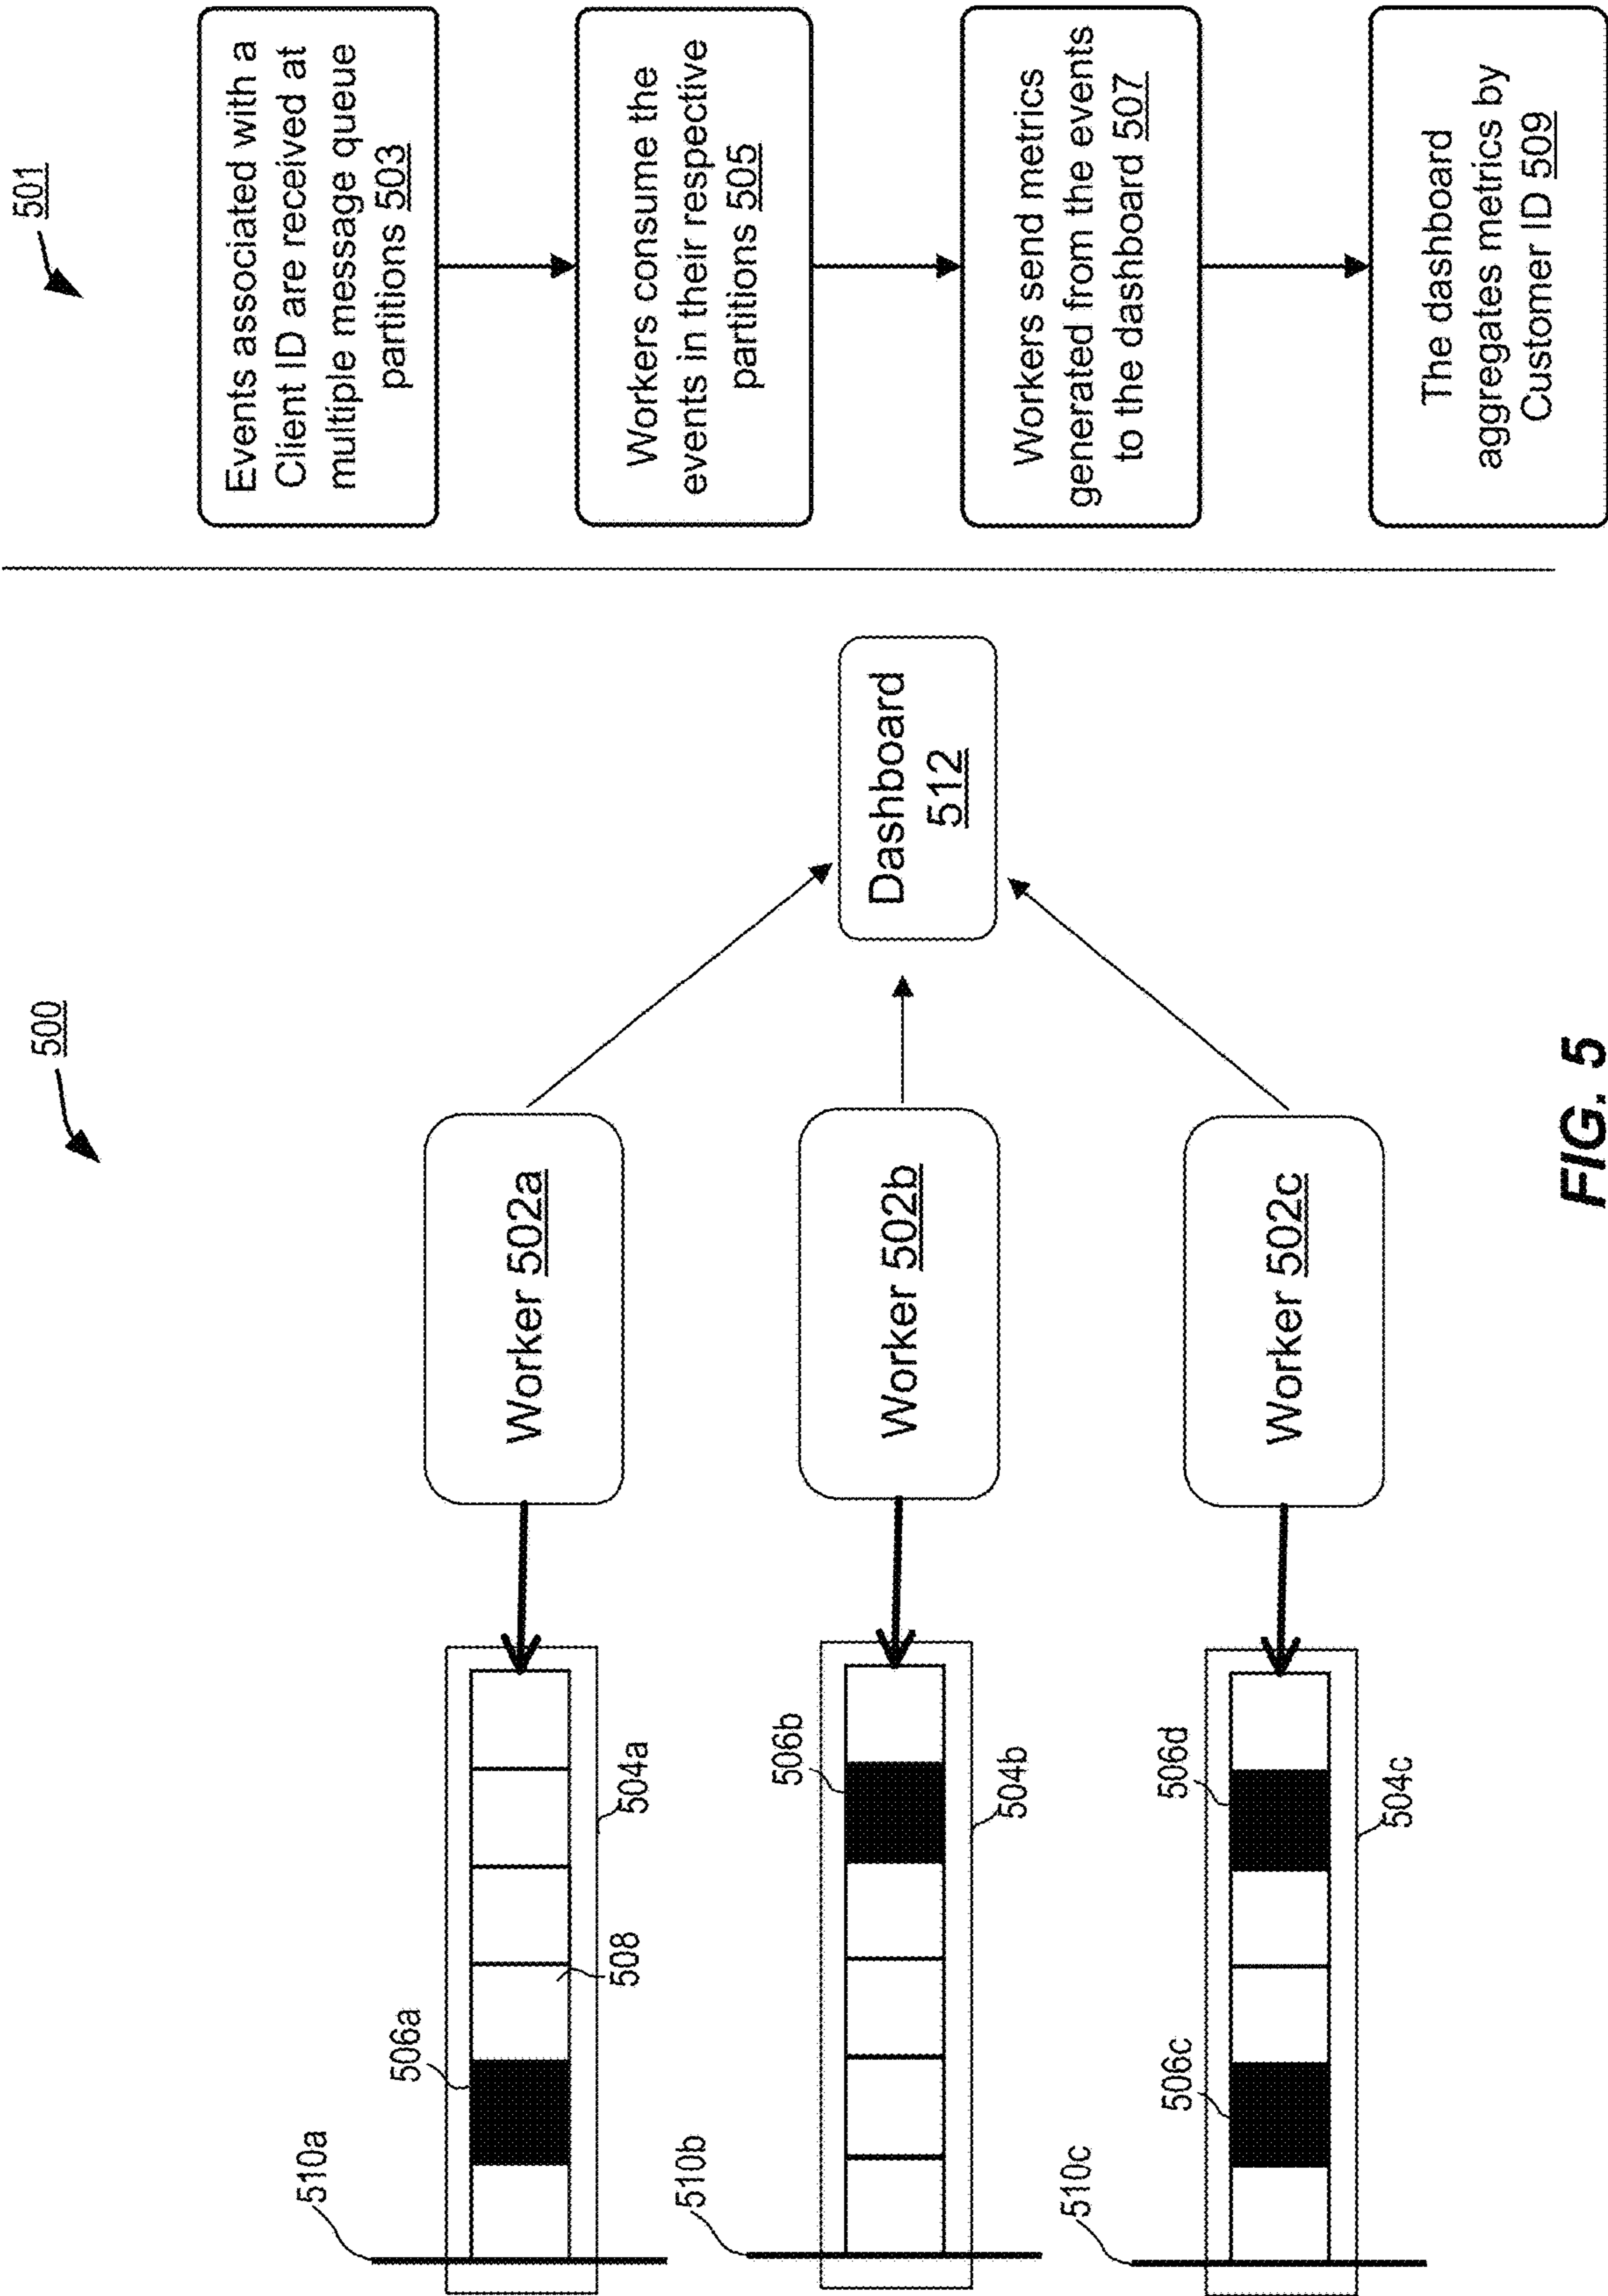 500
510a
506a
508
504a
Worker 502a
510b
506b
504b
Worker 502b
Dashboard
512
510c
506c
506d
504c
Worker 502c
501
Events associated with a
Client ID are received at
multiple message queue
partitions 503
Workers consume the
events in their respective
partitions 505
Workers send metrics
generated from the events
to the dashboard 507
The dashboard
aggregates metrics by
Customer ID 509
FIG. 5